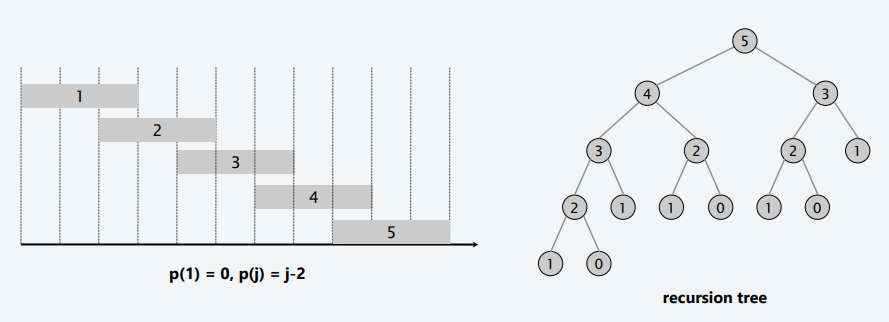 1
2
3
4
5
p(1) = 0, p(j) = j-2
5
4 3
3 2 2 1
2 1 1 0 1 0
1 0
recursion tree